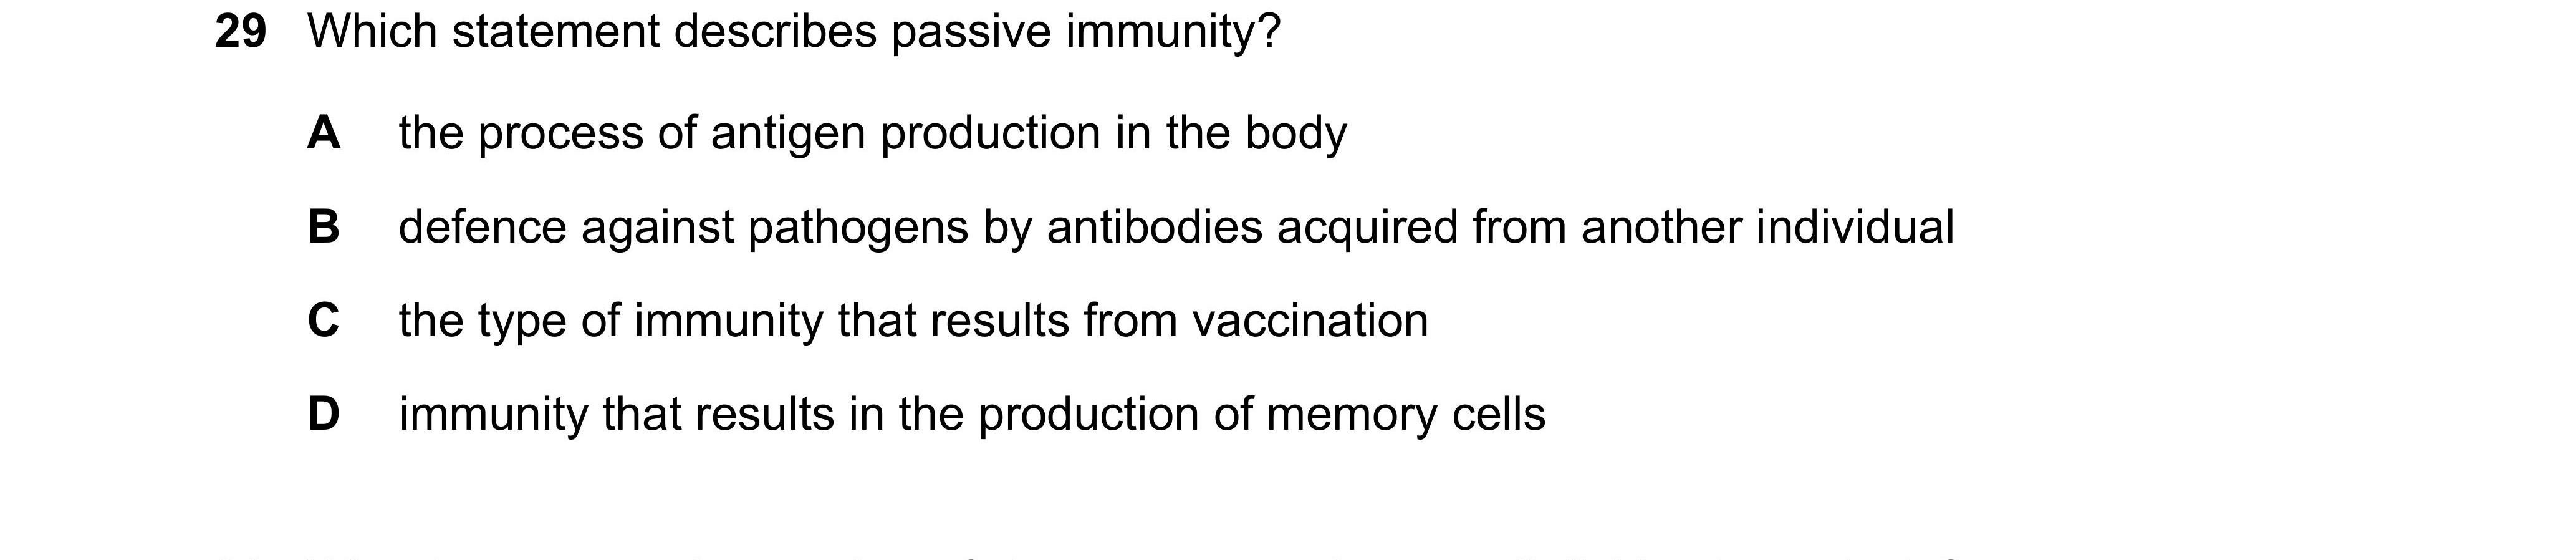 29 Which statement describes passive immunity?
A the process of antigen production in the body
B defence against pathogens by antibodies acquired from another individual
C the type of immunity that results from vaccination
D immunity that results in the production of memory cells